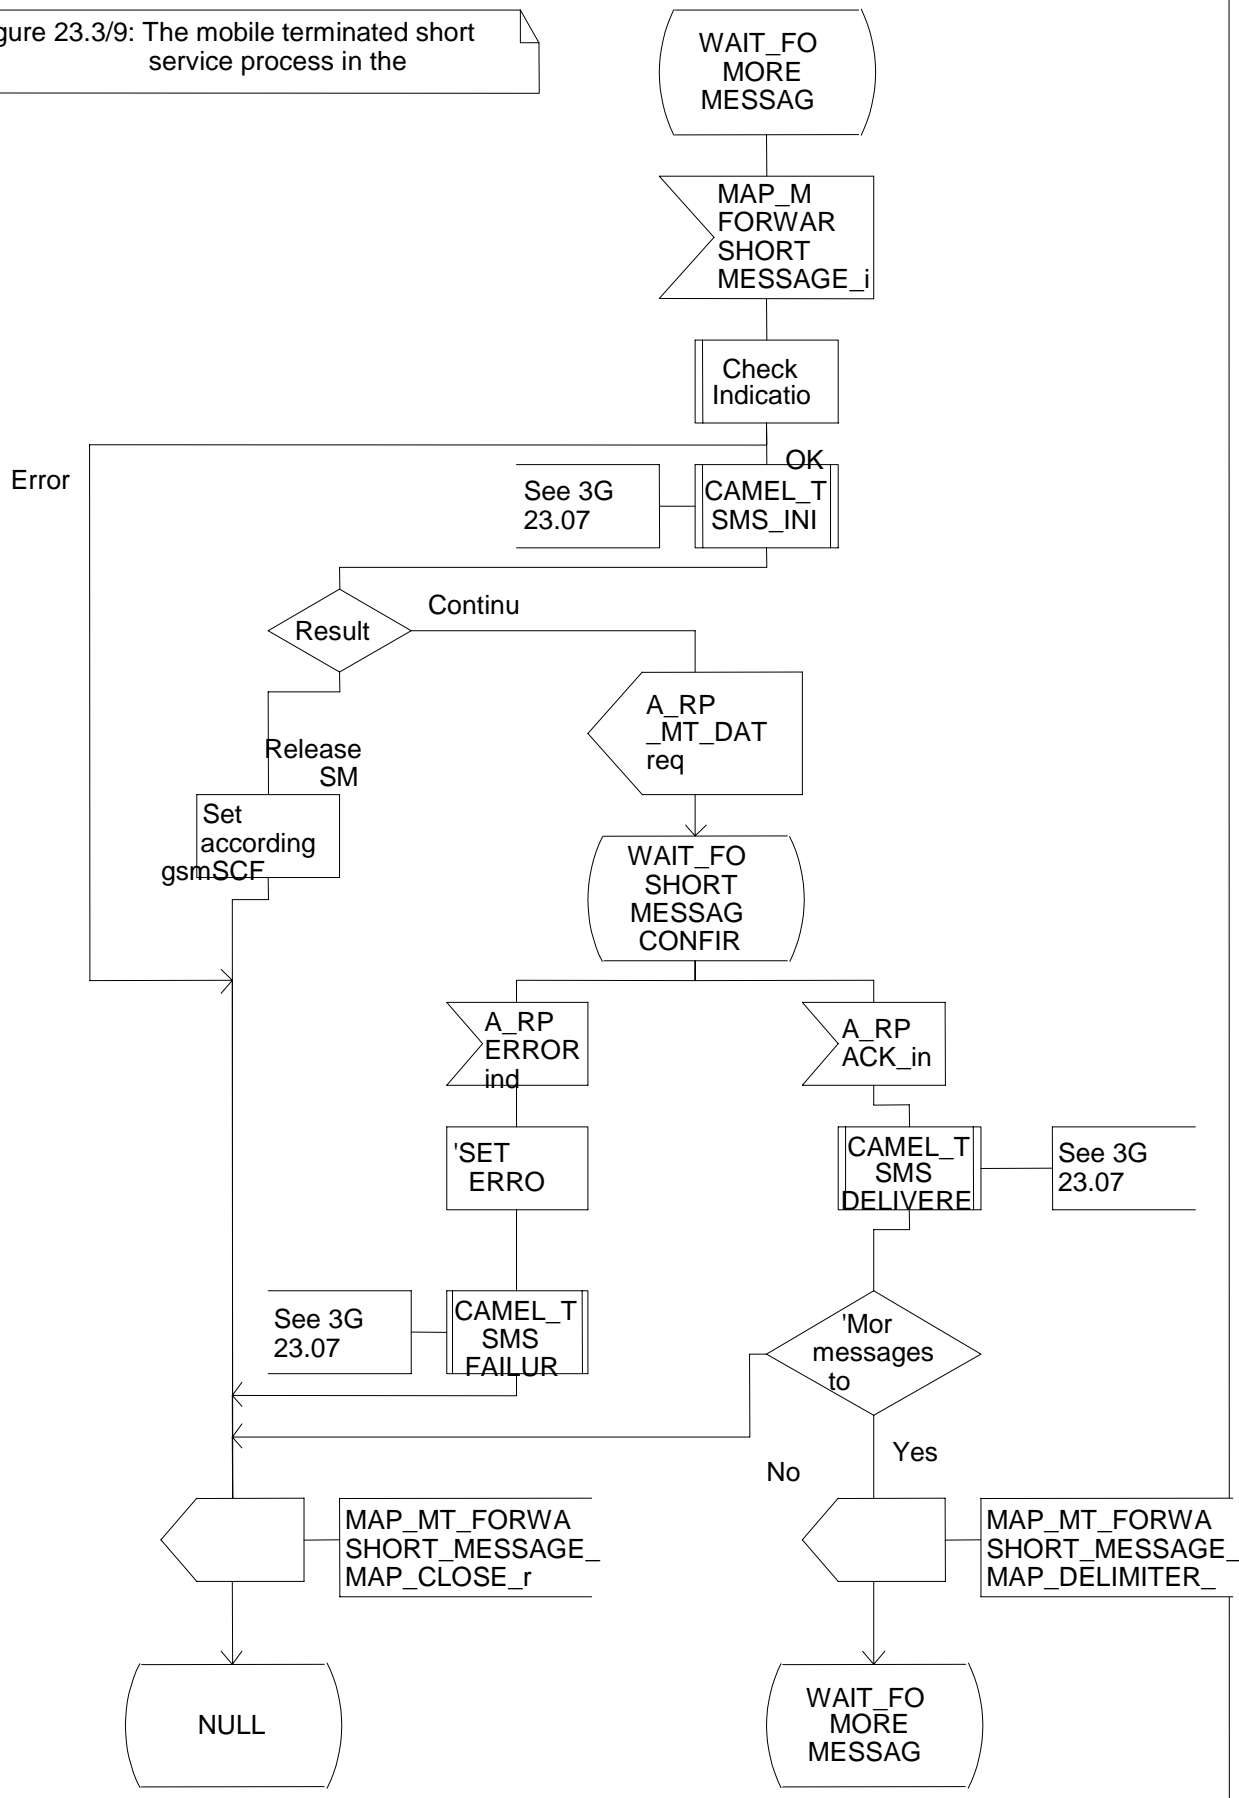 gure 23.3/9: The mobile terminated short
service process in the
WAIT_FO
MORE
MESSAG
MAP_M
FORWAR
SHORT
MESSAGE_i
Check
Indicatio
Error
OK
See 3G
23.07
CAMEL_T
SMS_INI
Continu
Result
A_RP
_MT_DAT
req
Release
SM
Set
according
gsmSCF
WAIT_FO
SHORT
MESSAG
CONFIR
A_RP
ERROR
ind
A_RP
ACK_in
'SET
ERRO
CAMEL_T
SMS
DELIVERE
See 3G
23.07
See 3G
23.07
CAMEL_T
SMS
FAILUR
'Mor
messages
to
Yes
No
MAP_MT_FORWA
SHORT_MESSAGE_
MAP_CLOSE_r
MAP_MT_FORWA
SHORT_MESSAGE_
MAP_DELIMITER_
NULL
WAIT_FO
MORE
MESSAG